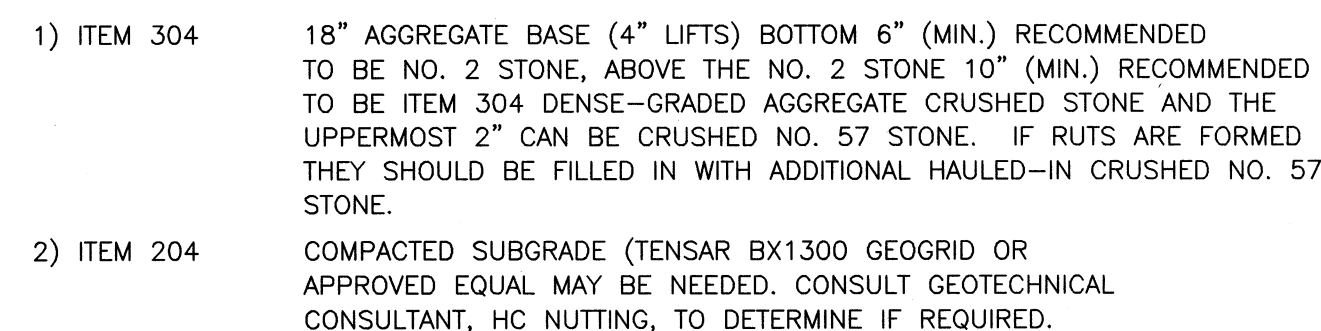 1) ITEM 304 18” AGGREGATE BASE (4” LIFTS) BOTTOM 6” (MIN.) RECOMMENDED
TO BE NO. 2 STONE, ABOVE THE NO. 2 STONE 10” (MIN.) RECOMMENDED
TO BE ITEM 304 DENSE–GRADED AGGREGATE CRUSHED STONE AND THE
UPPERMOST 2” CAN BE CRUSHED NO. 57 STONE. IF RUTS ARE FORMED
THEY SHOULD BE FILLED IN WITH ADDITIONAL HAULED–IN CRUSHED NO. 57
STONE.
2) ITEM 204 COMPACTED SUBGRADE (TENSAR BX1300 GEOGRID OR
APPROVED EQUAL MAY BE NEEDED. CONSULT GEOTECHNICAL
CONSULTANT, HC NUTTING, TO DETERMINE IF REQUIRED.